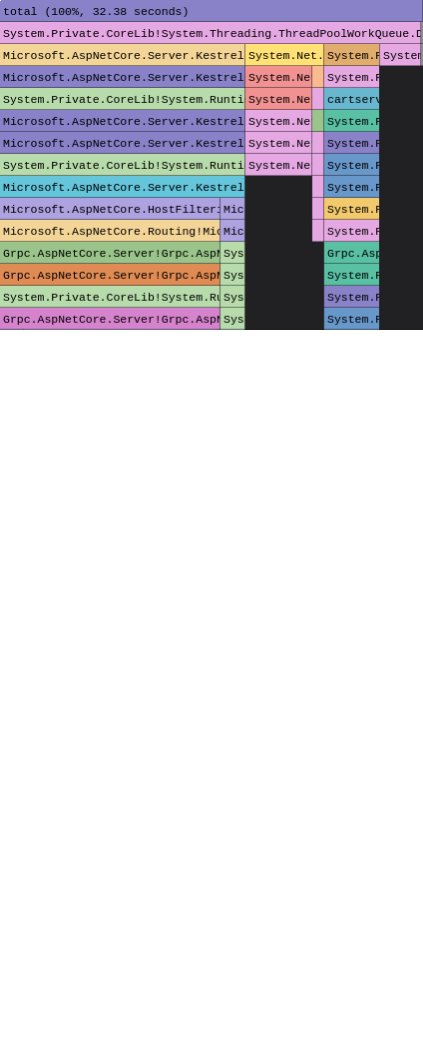 total (100%, 32.38 seconds)
System.Private.CoreLib!System.Threading.ThreadPoolWorkQueue.D
Microsoft.AspNetCore.Server.Kestrel System.Net. System.F System
Microsoft.AspNetCore.Server.Kestrel System.Ne System.F
System.Private.CoreLib!System.Runti System.Ne cartserv
Microsoft.AspNetCore.Server.Kestrel System.Ne System.F
Microsoft.AspNetCore.Server.Kestrel System.Ne System.F
System.Private.CoreLib!System.Runti System.Ne System.F
Microsoft.AspNetCore.Server.Kestrel System.F
Microsoft.AspNetCore.HostFilter: Mic System.F
Microsoft.AspNetCore.Routing!Mic Mic System.F
Grpc.AspNetCore.Server!Grpc.AspN Sys Grpc.Asp
Grpc.AspNetCore.Server!Grpc.AspN Sys System.F
System.Private.CoreLib!System.Ru Sys System.F
Grpc.AspNetCore.Server!Grpc.AspN Sys System.F